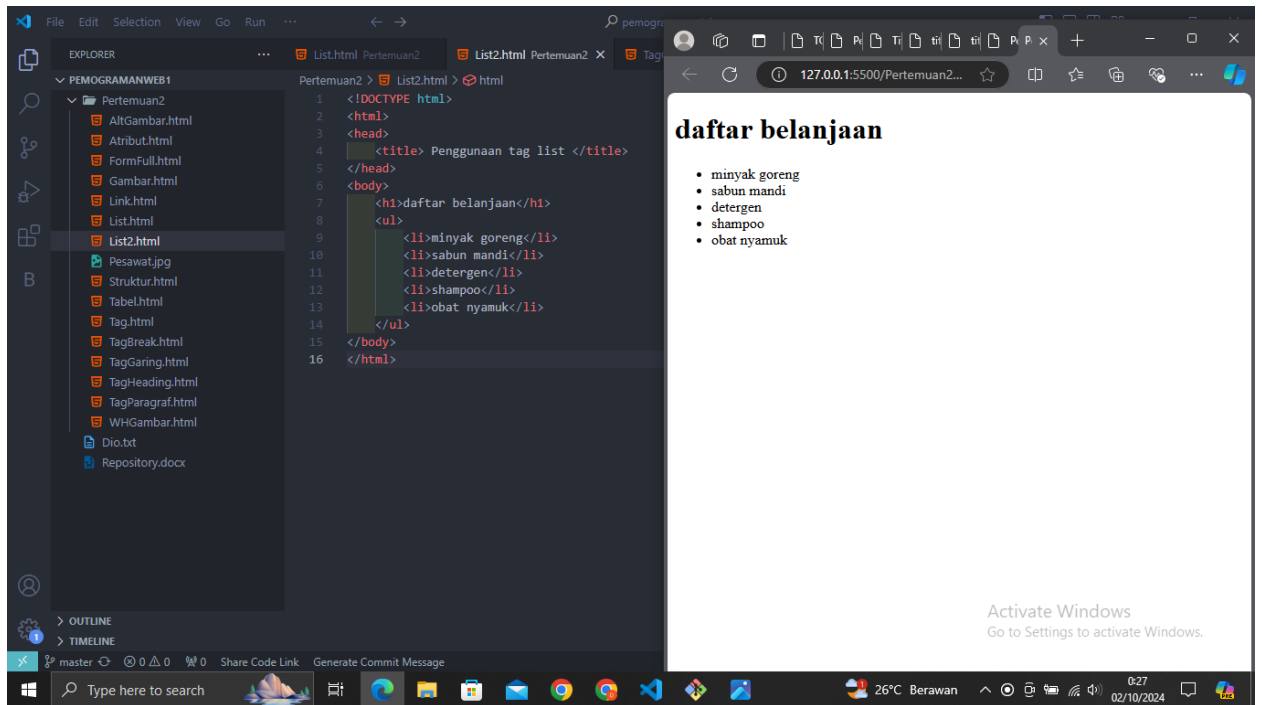 File Edit Selection View Go Run ···
EXPLORER ···
PEMOGRAMANWEB1
Pertemuan2
AltGambar.html
Atribut.html
FormFull.html
Gambar.html
Link.html
List.html
List2.html
Pesawat.jpg
Struktur.html
Tabel.html
Tag.html
TagBreak.html
TagGaring.html
TagHeading.html
TagParagraf.html
WHGambar.html
Dio.txt
Repository.docx
OUTLINE
TIMELINE
List.html Pertemuan2
List2.html Pertemuan2
Pertemuan2 > List2.html > html
1 <!DOCTYPE html>
2 <html>
3 <head>
4 <title> Penggunaan tag list </title>
5 </head>
6 <body>
7 <h1>daftar belanjaan</h1>
8 <ul>
9 <li>minyak goreng</li>
10 <li>sabun mandi</li>
11 <li>detergen</li>
12 <li>shampoo</li>
13 <li>obat nyamuk</li>
14 </ul>
15 </body>
16 </html>
master 0 0 0 Share Code Link Generate Commit Message
127.0.0.1:5500/Pertemuan2...
daftar belanjaan
• minyak goreng
• sabun mandi
• detergen
• shampoo
• obat nyamuk
Activate Windows
Go to Settings to activate Windows.
Type here to search
26°C Berawan
0:27
02/10/2024